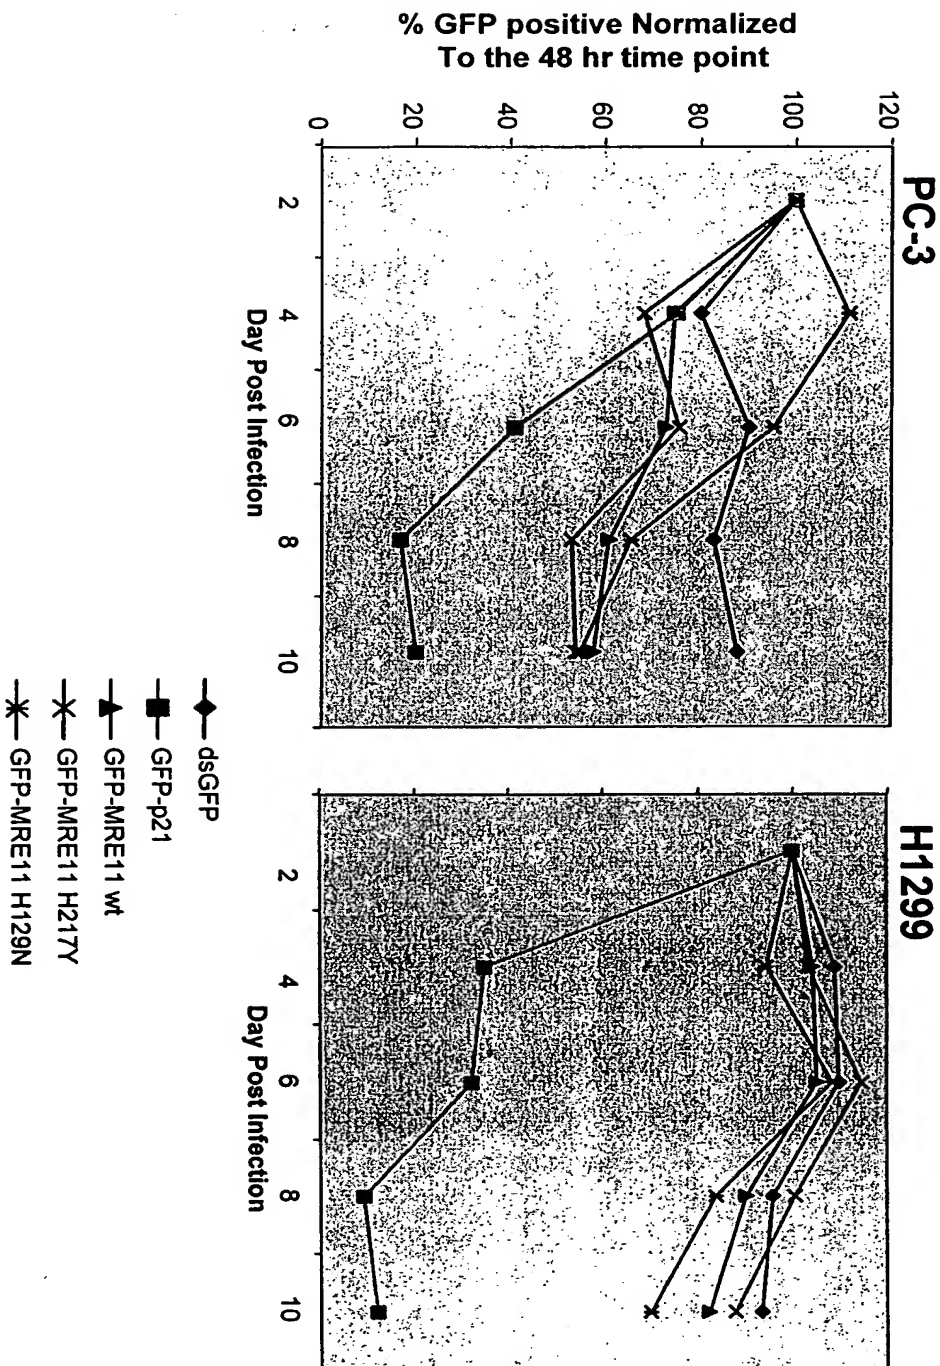 % GFP positive Normalized
To the 48 hr time point
PC-3
120
100
80
60
40
20
0
2
4
6
8
10
Day Post Infection
H1299
2
4
6
8
10
Day Post Infection
dsGFP
GFP-p21
GFP-MRE11 wt
GFP-MRE11 H217Y
GFP-MRE11 H129N